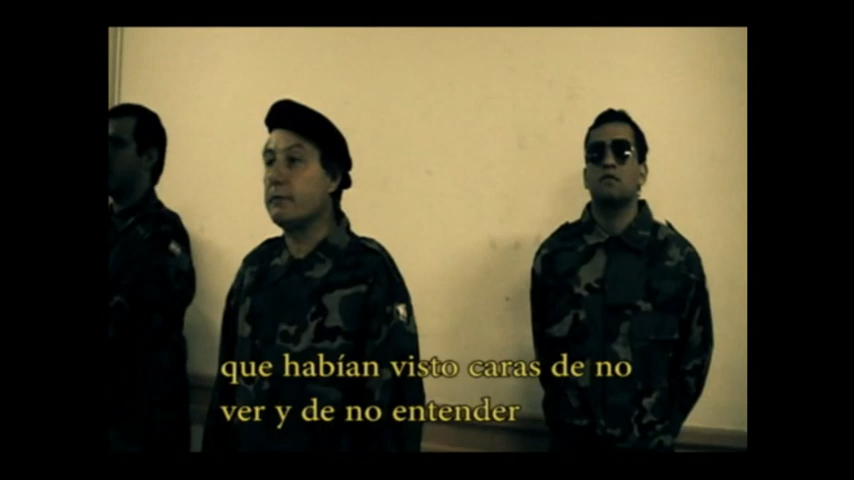 que habían visto caras de no
ver y de no entender